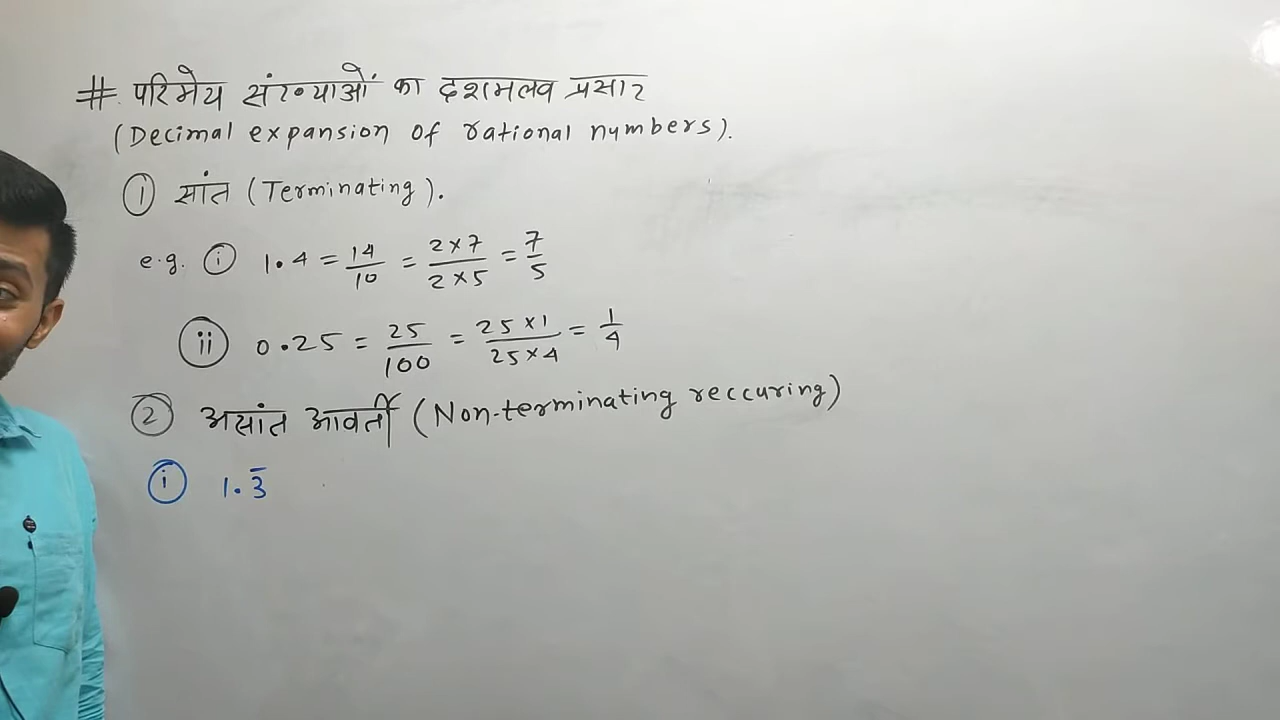 # परिमेय संख्याओं का दशमलव प्रसार
(Decimal expansion of rational numbers).
① सांत (Terminating).
e.g. ⓘ 1.4 = 14/10 = 2×7/2×5 = 7/5
ⅱ 0.25 = 25/100 = 25×1/25×4 = 1/4
② असांत आवर्ती (Non-terminating reccuring)
ⓘ 1.3̅